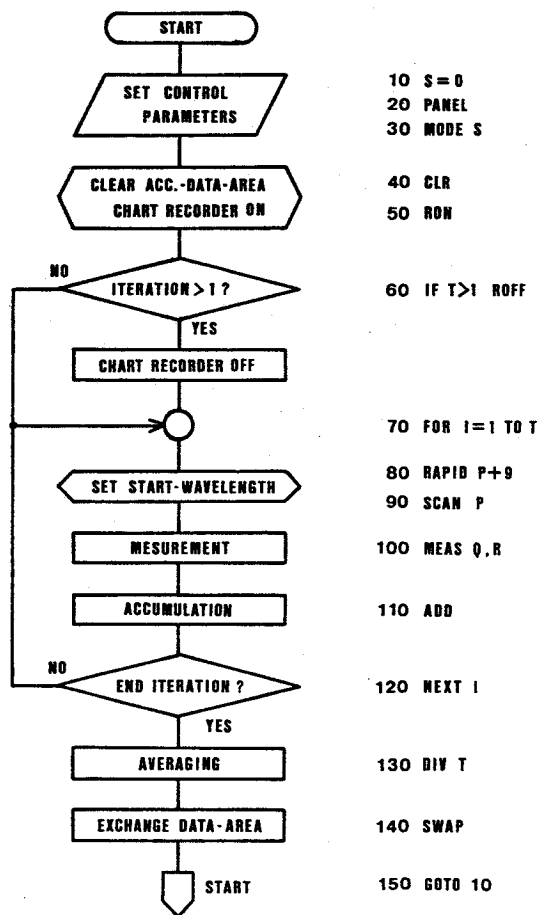 START
SET CONTROL
PARAMETERS
10 S=0
20 PANEL
30 MODE S
CLEAR ACC.-DATA-AREA
CHART RECORDER ON
40 CLR
50 RON
NO
ITERATION>1?
60 IF T>1 ROFF
YES
CHART RECORDER OFF
70 FOR I=1 TO T
SET START-WAVELENGTH
80 RAPID P+9
90 SCAN P
MESUREMENT
100 MEAS Q,R
ACCUMULATION
110 ADD
NO
END ITERATION?
120 NEXT I
YES
AVERAGING
130 DIV T
EXCHANGE DATA-AREA
140 SWAP
START
150 GOTO 10